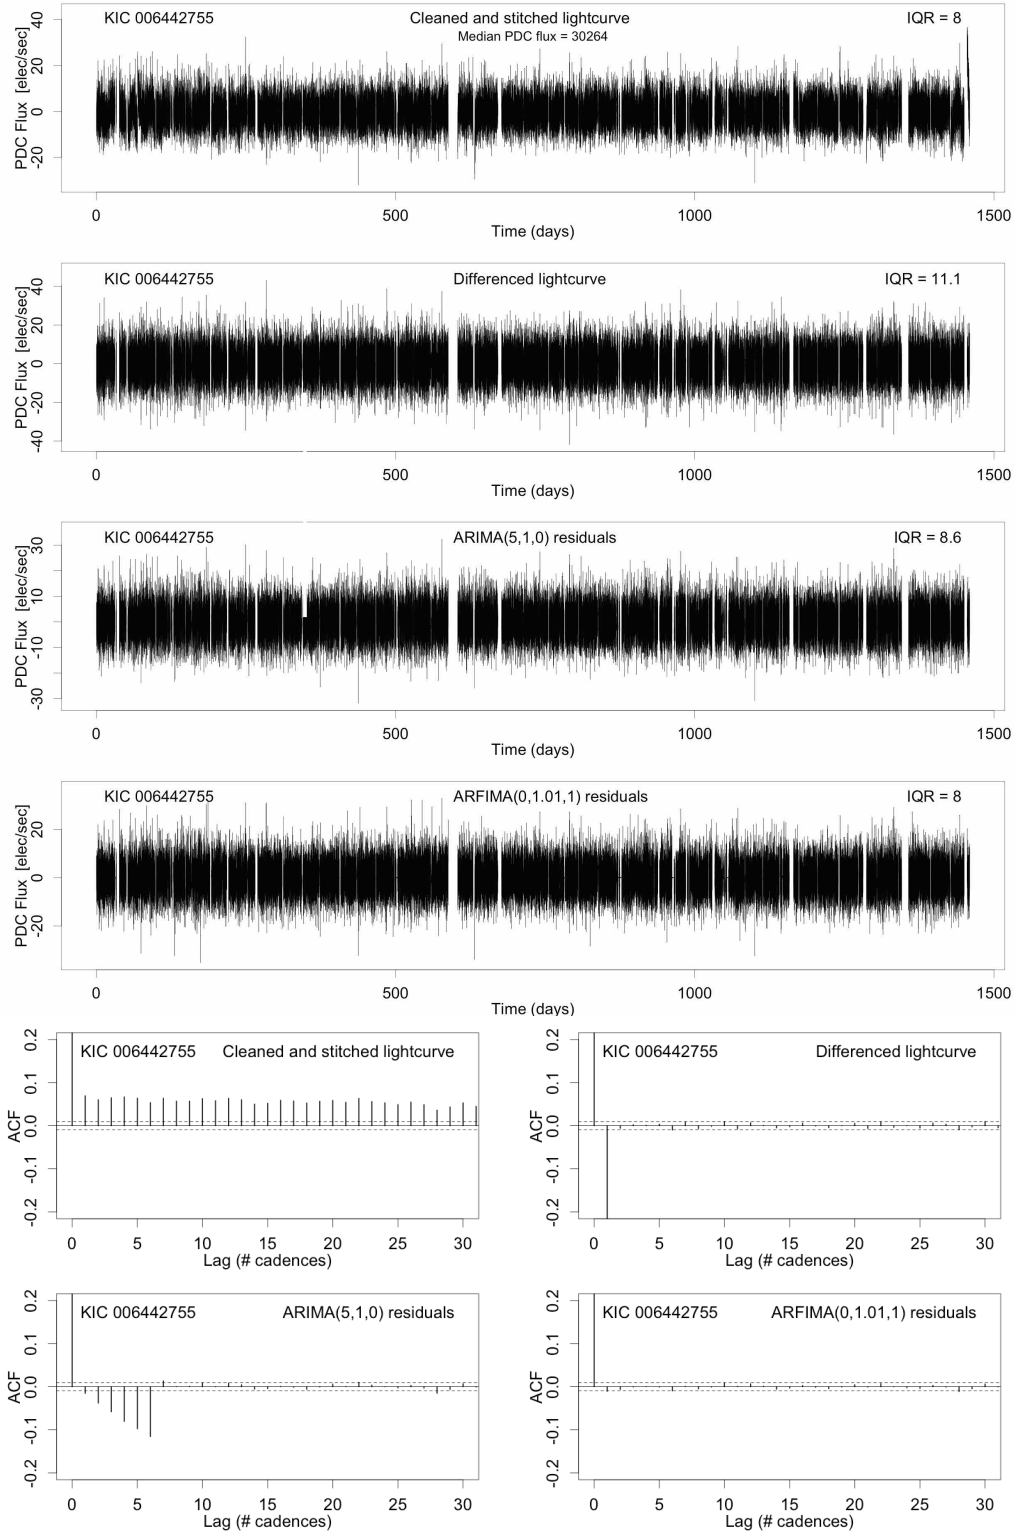 KIC 006442755 Cleaned and stitched lightcurve IQR = 8
Median PDC flux = 30264
PDC Flux [elec/sec]
40
20
0
-20
0 500 1000 1500
Time (days)
KIC 006442755 Differenced lightcurve IQR = 11.1
PDC Flux [elec/sec]
40
20
0
-20
-40
0 500 1000 1500
Time (days)
KIC 006442755 ARIMA(5,1,0) residuals IQR = 8.6
PDC Flux [elec/sec]
30
10
-10
-30
0 500 1000 1500
Time (days)
KIC 006442755 ARFIMA(0,1.01,1) residuals IQR = 8
PDC Flux [elec/sec]
20
0
-20
0 500 1000 1500
Time (days)
KIC 006442755 Cleaned and stitched lightcurve
ACF
0.2
0.1
0.0
-0.1
-0.2
0 5 10 15 20 25 30
Lag (# cadences)
KIC 006442755 Differenced lightcurve
ACF
0.2
0.1
0.0
-0.1
-0.2
0 5 10 15 20 25 30
Lag (# cadences)
KIC 006442755 ARIMA(5,1,0) residuals
ACF
0.2
0.1
0.0
-0.1
-0.2
0 5 10 15 20 25 30
Lag (# cadences)
KIC 006442755 ARFIMA(0,1.01,1) residuals
ACF
0.2
0.1
0.0
-0.1
-0.2
0 5 10 15 20 25 30
Lag (# cadences)